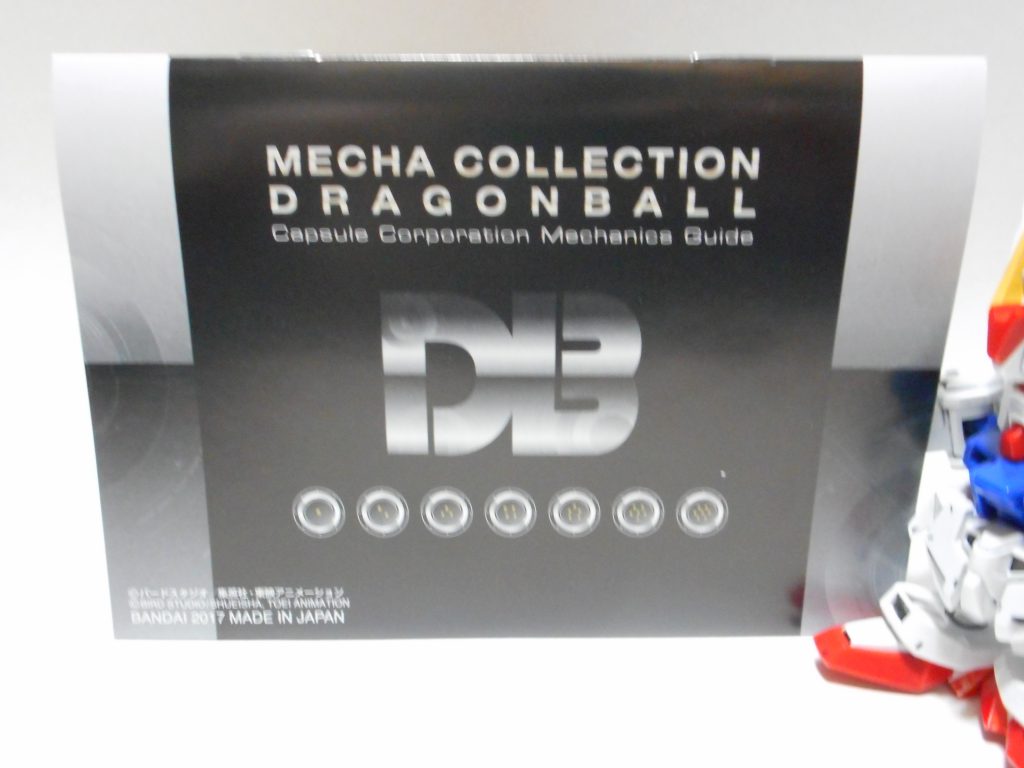 MECHA COLLECTION
DRAGONBALL
Capsule Corporation Mechanics Guide
DB
©バードスタジオ/集英社・東映アニメーション
©BIRD STUDIO/SHUEISHA, TOEI ANIMATION
BANDAI 2017 MADE IN JAPAN